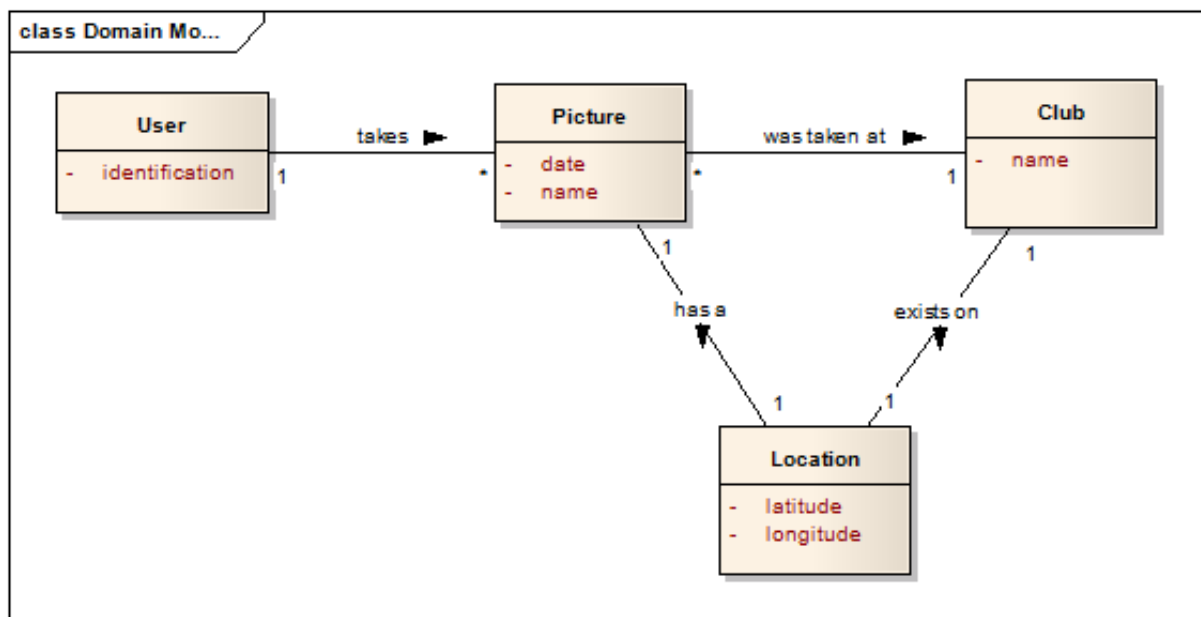 class Domain Mo...
User
- identification
takes
1
*
Picture
- date
- name
was taken at
*
1
Club
- name
1
has a
1
1
exists on
1
Location
- latitude
- longitude